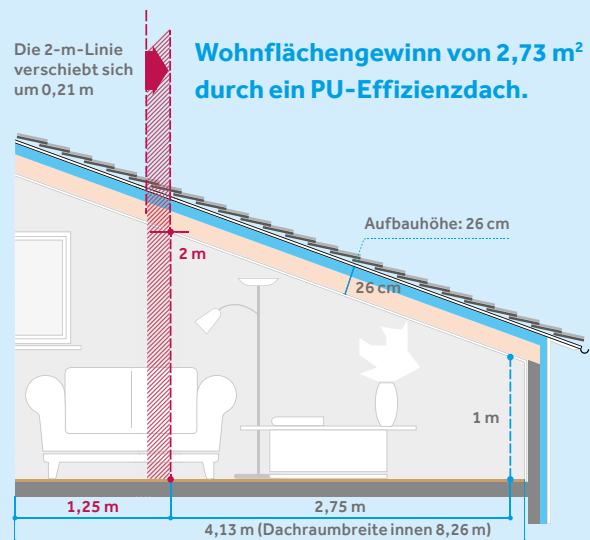 Die 2-m-Linie
verschiebt sich
um 0,21 m
Wohnflächengewinn von 2,73 m²
durch ein PU-Effizienzdach.
Aufbauhöhe: 26 cm
2 m
26 cm
1 m
1,25 m
2,75 m
4,13 m (Dachraumbreite innen 8,26 m)